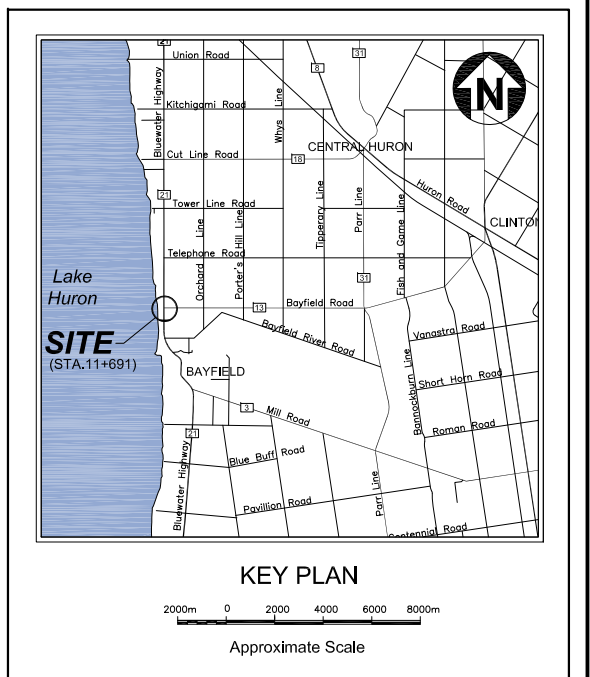 21
Union Road
31
8
N
Bluewater Highway
Kitchigami Road
Whys Line
CENTRAL HURON
Cut Line Road
18
21
Huron Road
Tower Line Road
Orchard Line
Porter's Hill Line
Tipperary Line
Parr Line
Fish and Game Line
CLINTON
Telephone Road
Lake
Huron
31
13
Bayfield Road
SITE
(STA.11+691)
Bayfield River Road
Vanastra Road
BAYFIELD
Bannockburn Line
Short Horn Road
3
Mill Road
Roman Road
21
Bluewater Highway
Blue Buff Road
Parr Line
Pavillion Road
Centennial Road
KEY PLAN
2000m 0 2000 4000 6000 8000m
Approximate Scale